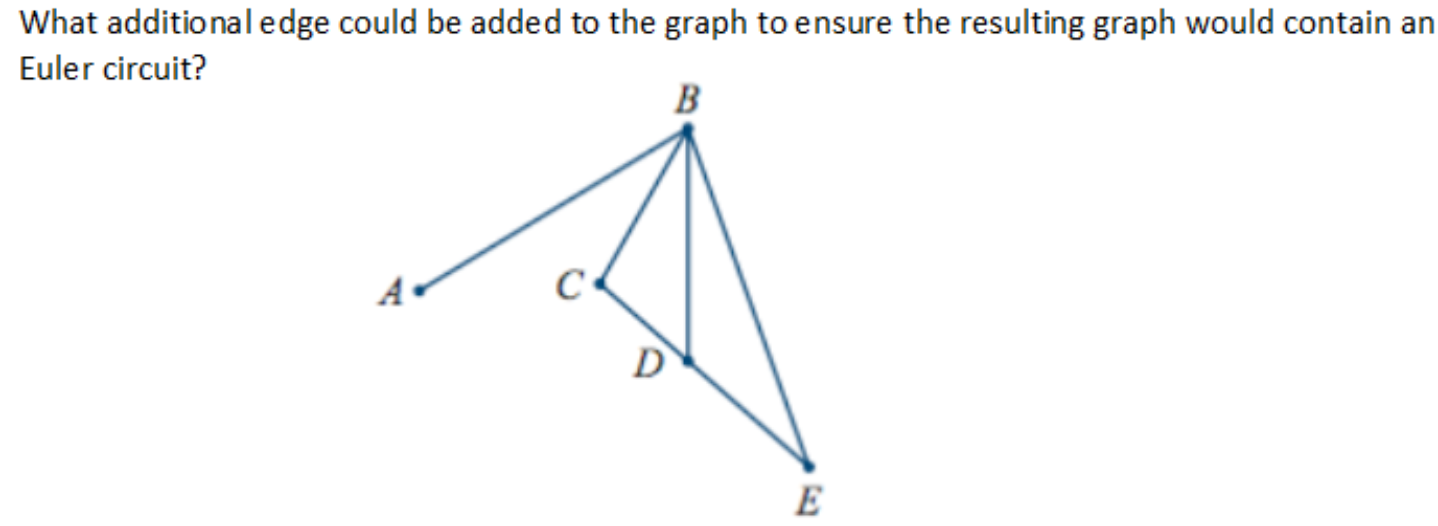 What additional edge could be added to the graph to ensure the resulting graph would contain an
Euler circuit?
B
A
C
D
E